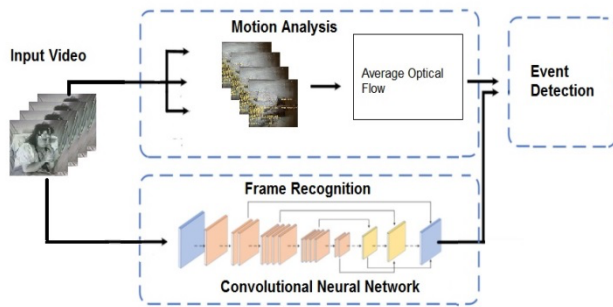 Input Video
Motion Analysis
Average Optical
Flow
Event
Detection
Frame Recognition
Convolutional Neural Network